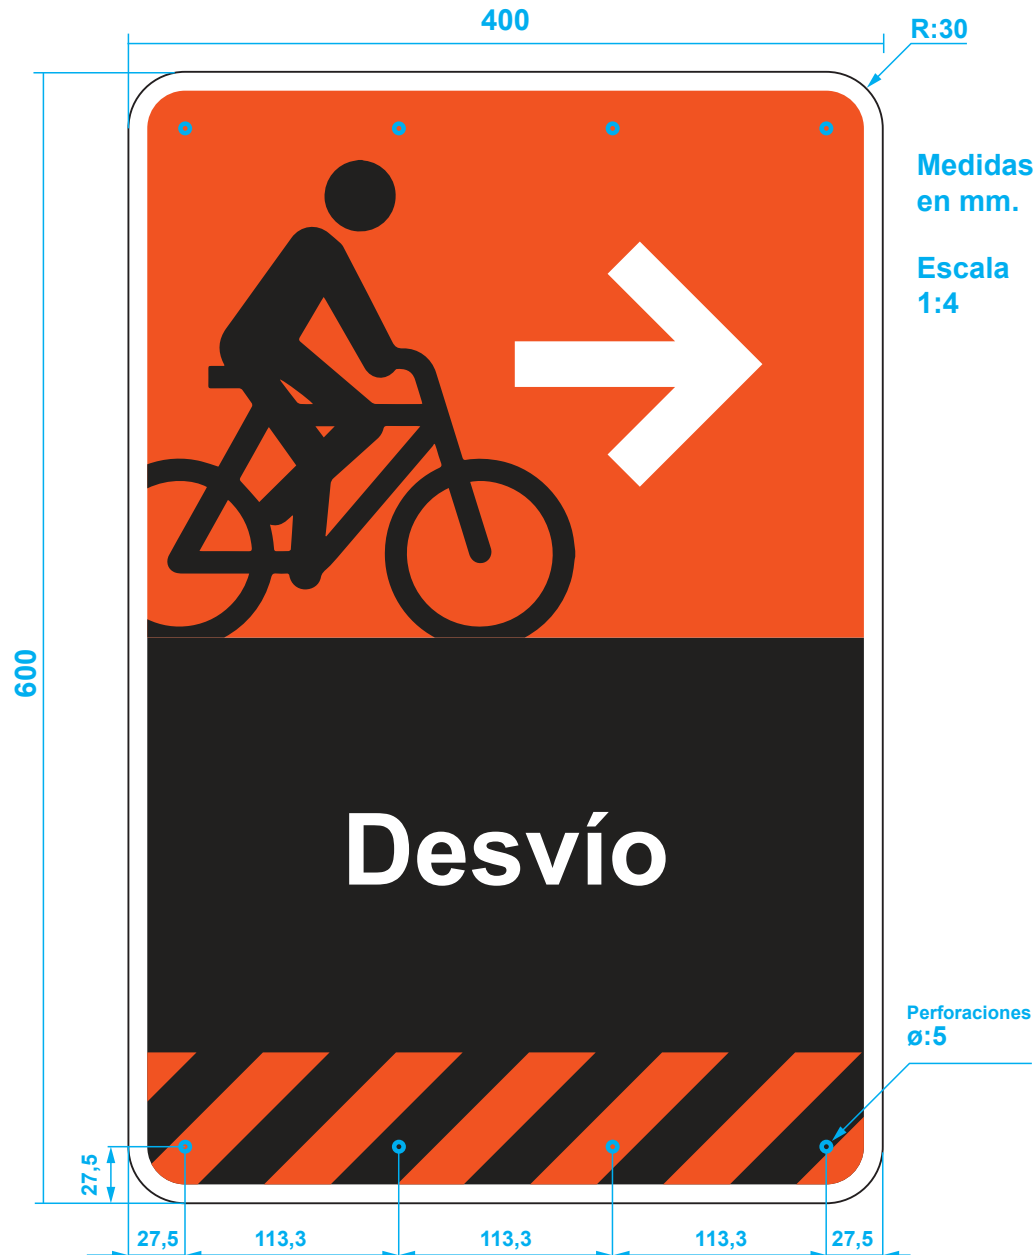 400
R:30
Medidas
en mm.
Escala
1:4
600
Desvío
Perforaciones
ø:5
27,5
27,5 113,3 113,3 113,3 27,5